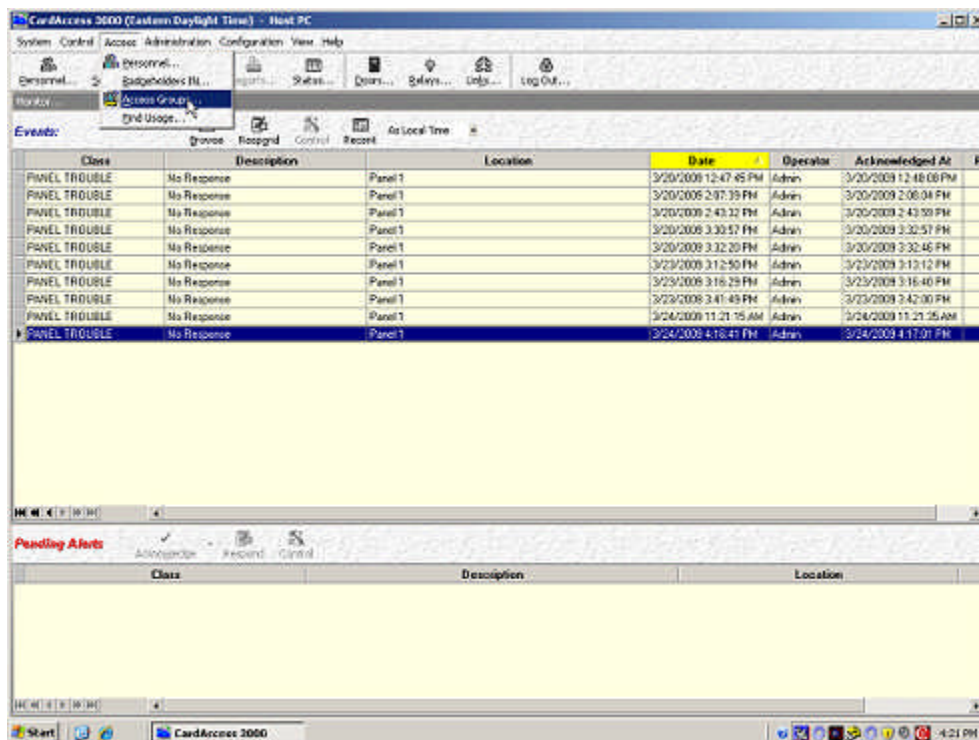 CardAccess 3000 (Eastern Daylight Time) - Host PC
System Control Access Administration Configuration View Help
Personnel... Status... Doors... Relays... Links... Log Out...
Personnel...
Badgeholders IN...
Access Groups...
Find Usage...
Monitor...
Events: Browse Respond Control Recent As Local Time
Class Description Location Date Operator Acknowledged At
PANEL TROUBLE No Response Panel 1 3/20/2009 12:47:45 PM Admin 3/20/2009 12:48:08 PM
PANEL TROUBLE No Response Panel 1 3/20/2009 2:07:39 PM Admin 3/20/2009 2:08:04 PM
PANEL TROUBLE No Response Panel 1 3/20/2009 2:43:32 PM Admin 3/20/2009 2:43:59 PM
PANEL TROUBLE No Response Panel 1 3/20/2009 3:30:57 PM Admin 3/20/2009 3:32:57 PM
PANEL TROUBLE No Response Panel 1 3/20/2009 3:32:20 PM Admin 3/20/2009 3:32:46 PM
PANEL TROUBLE No Response Panel 1 3/23/2009 3:12:50 PM Admin 3/23/2009 3:13:12 PM
PANEL TROUBLE No Response Panel 1 3/23/2009 3:16:29 PM Admin 3/23/2009 3:16:40 PM
PANEL TROUBLE No Response Panel 1 3/23/2009 3:41:49 PM Admin 3/23/2009 3:42:00 PM
PANEL TROUBLE No Response Panel 1 3/24/2009 11:21:15 AM Admin 3/24/2009 11:21:35 AM
PANEL TROUBLE No Response Panel 1 3/24/2009 4:16:41 PM Admin 3/24/2009 4:17:01 PM
Pending Alerts Acknowledge Respond Control
Class Description Location
Start CardAccess 3000 4:21 PM